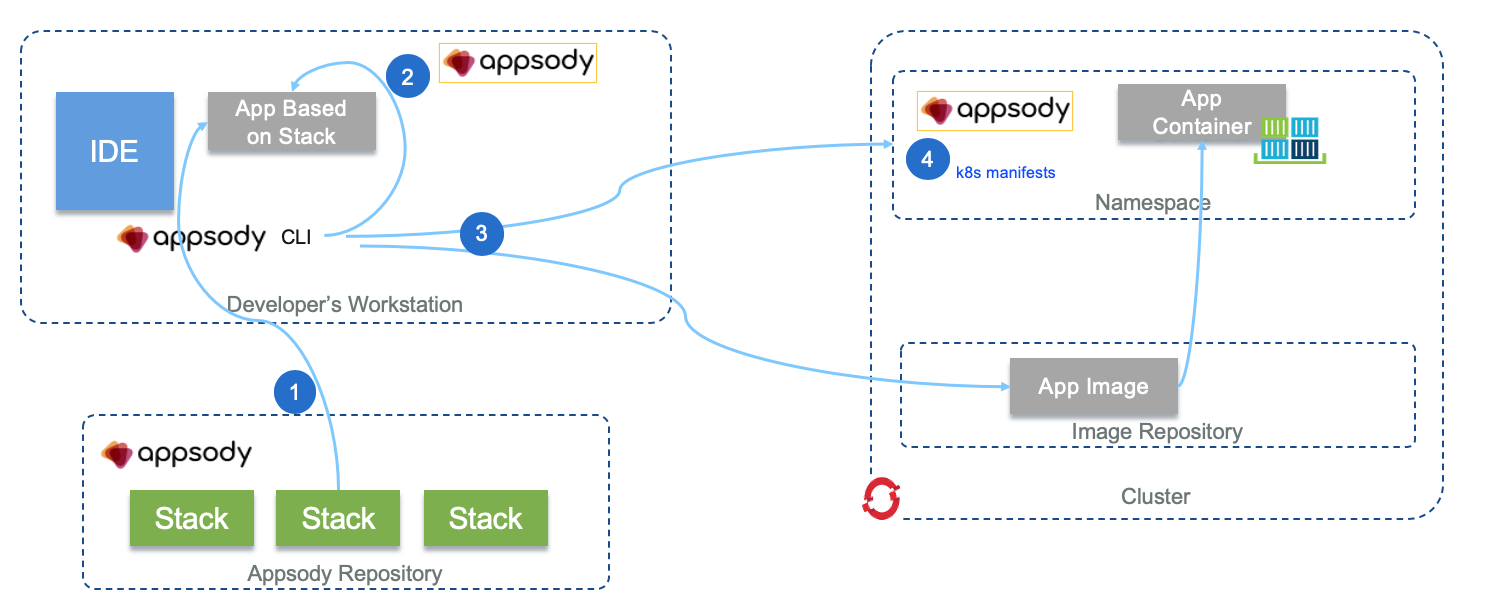 2
appsody
App Based
on Stack
IDE
appsody CLI
3
Developer's Workstation
1
appsody
Stack
Stack
Stack
Appsody Repository
appsody
App
Container
4
k8s manifests
Namespace
App Image
Image Repository
Cluster